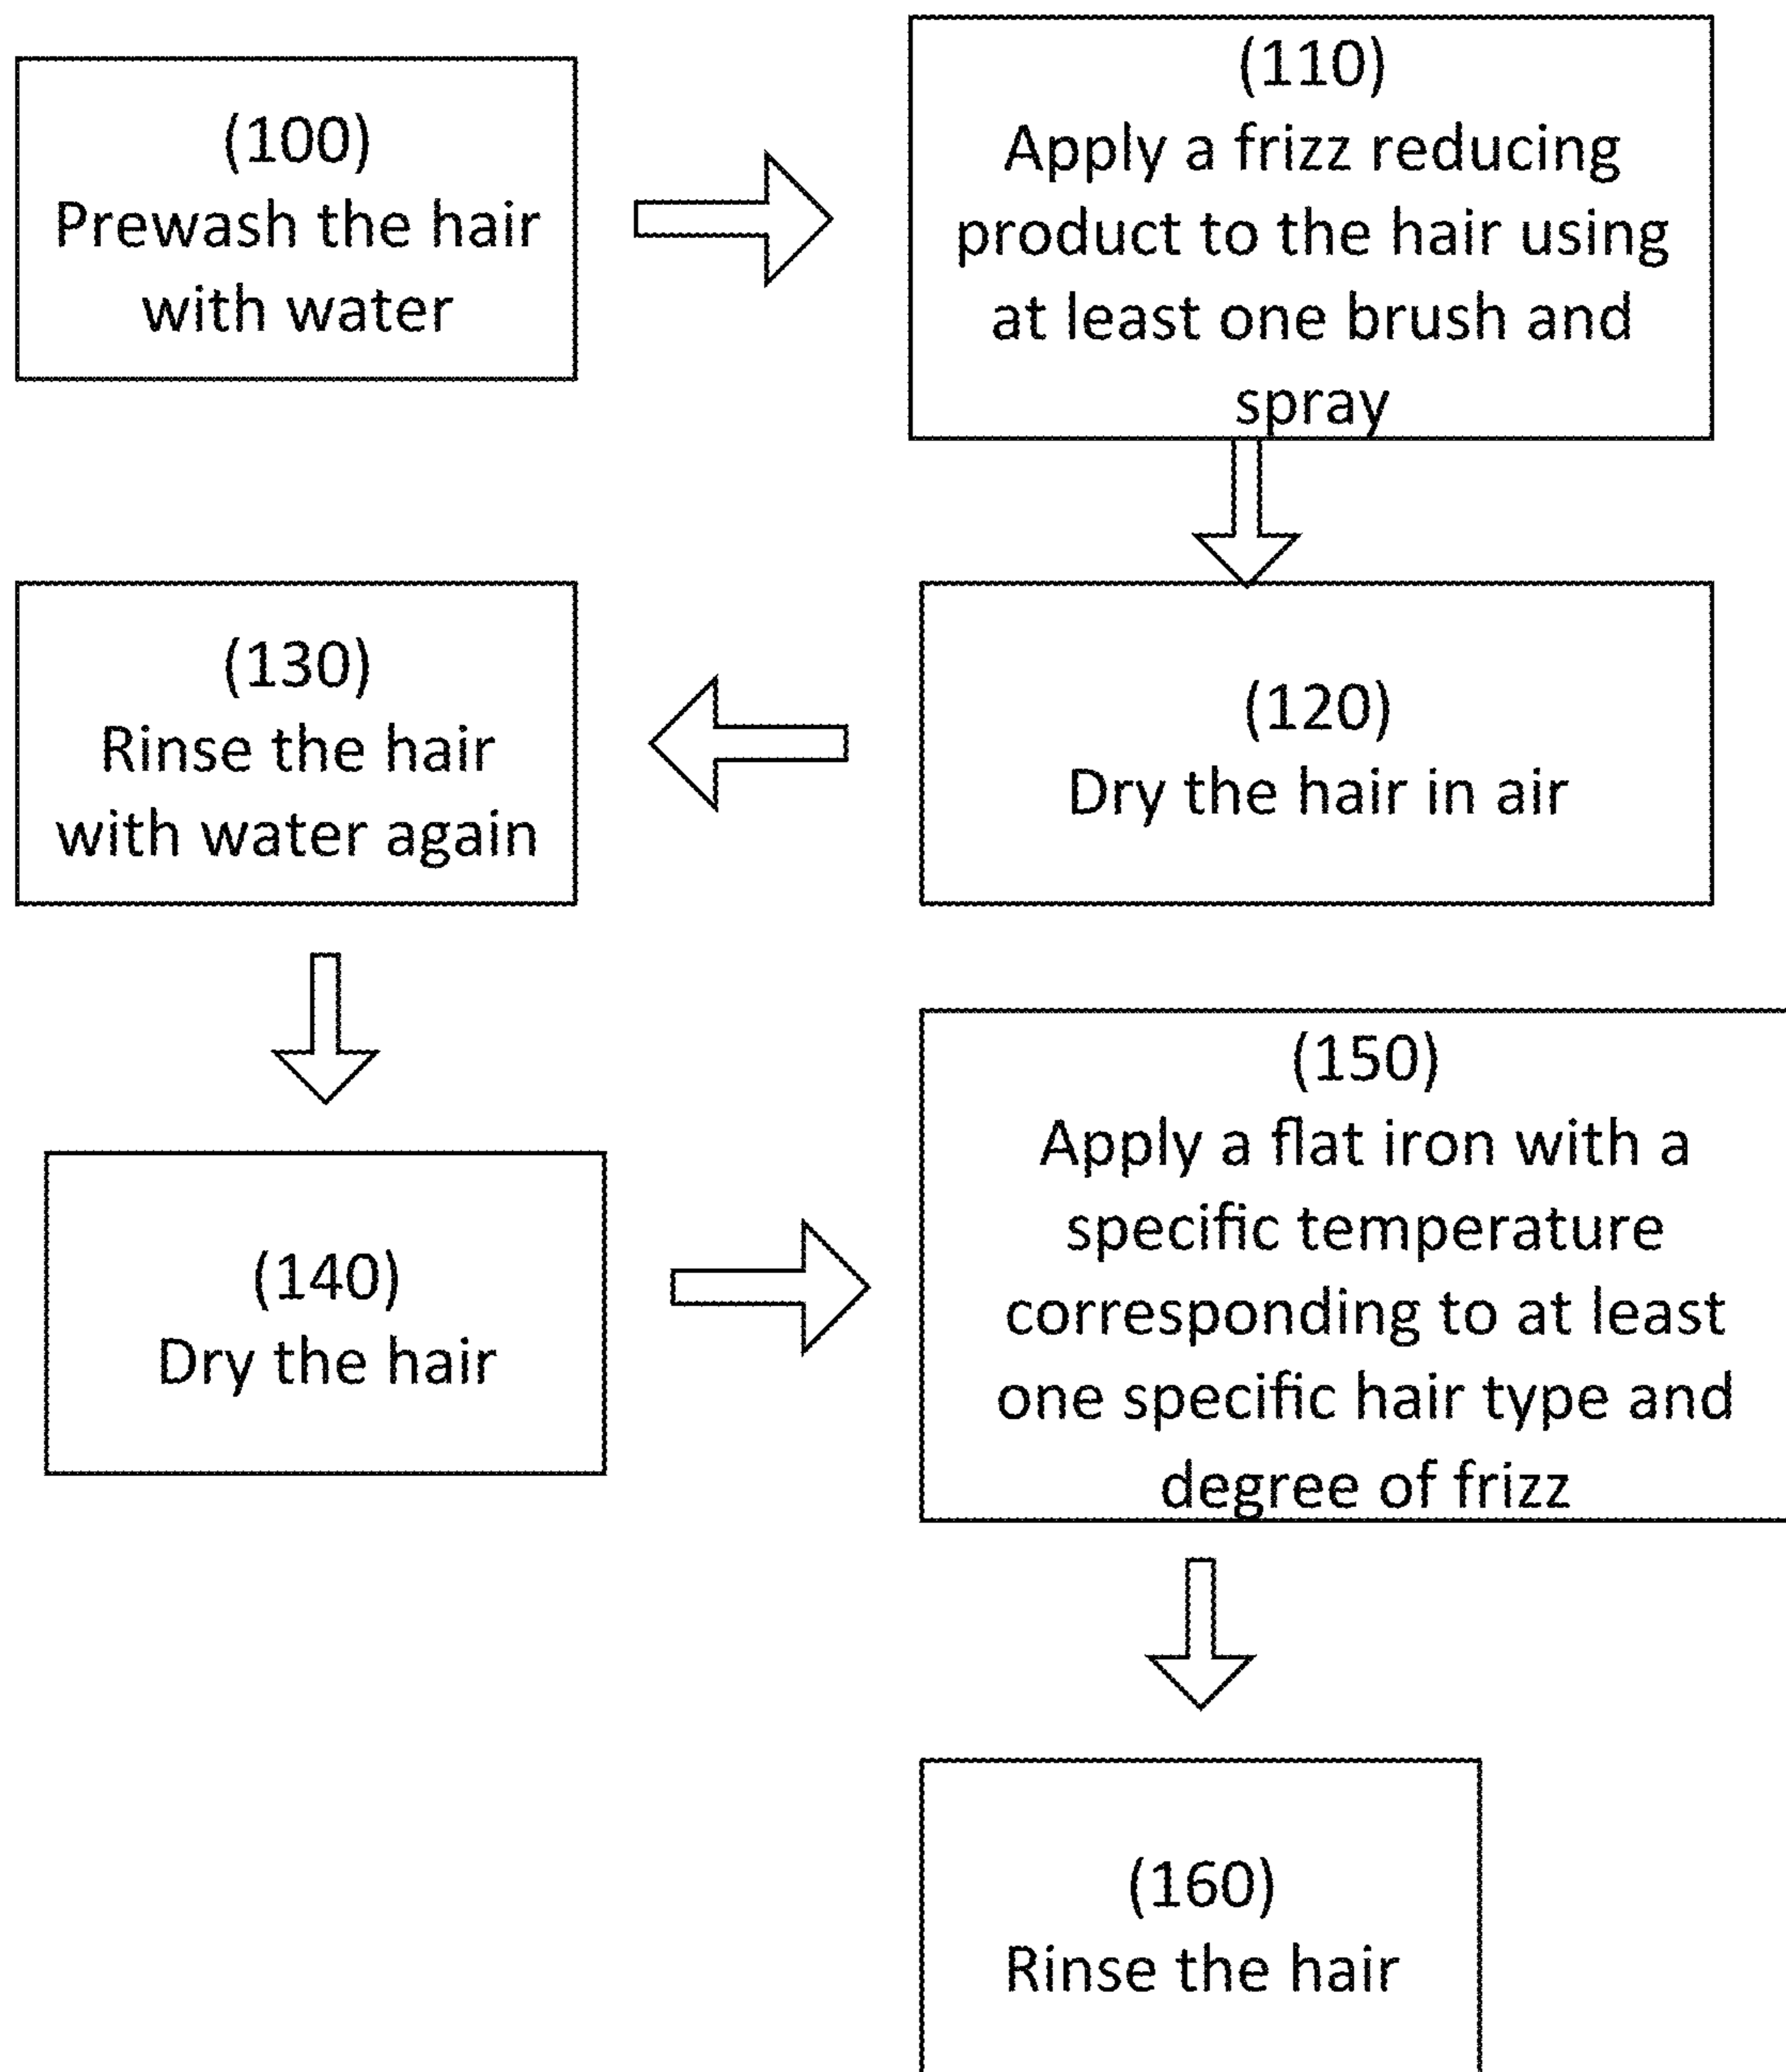 (100)
Prewash the hair
with water
(110)
Apply a frizz reducing
product to the hair using
at least one brush and
spray
(120)
Dry the hair in air
(130)
Rinse the hair
with water again
(140)
Dry the hair
(150)
Apply a flat iron with a
specific temperature
corresponding to at least
one specific hair type and
degree of frizz
(160)
Rinse the hair